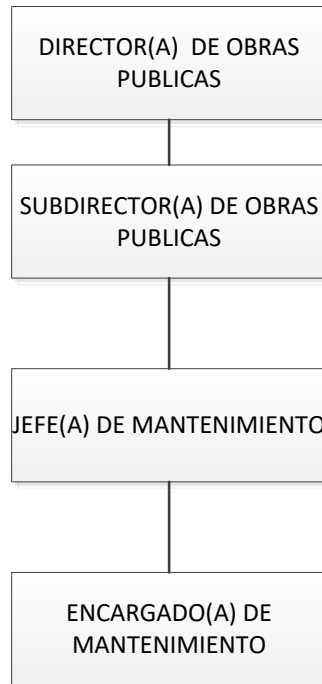 DIRECTOR(A) DE OBRAS
PUBLICAS
SUBDIRECTOR(A) DE OBRAS
PUBLICAS
JEFE(A) DE MANTENIMIENTO
ENCARGADO(A) DE
MANTENIMIENTO